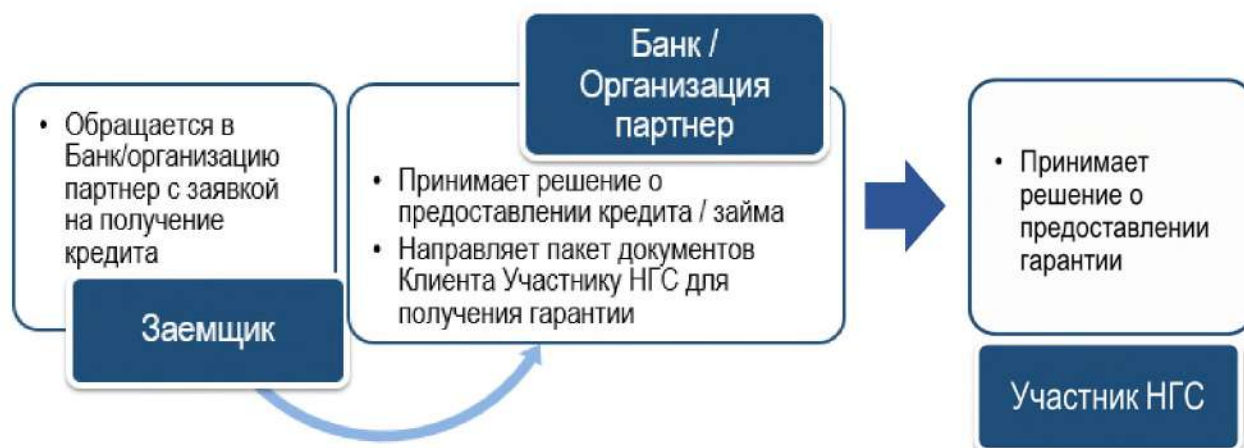 • Обращается в
Банк/организацию
партнер с заявкой
на получение
кредита
Заемщик
Банк /
Организация
партнер
• Принимает решение о
предоставлении кредита / займа
• Направляет пакет документов
Клиента Участнику НГС для
получения гарантии
• Принимает
решение о
предоставлении
гарантии
Участник НГС